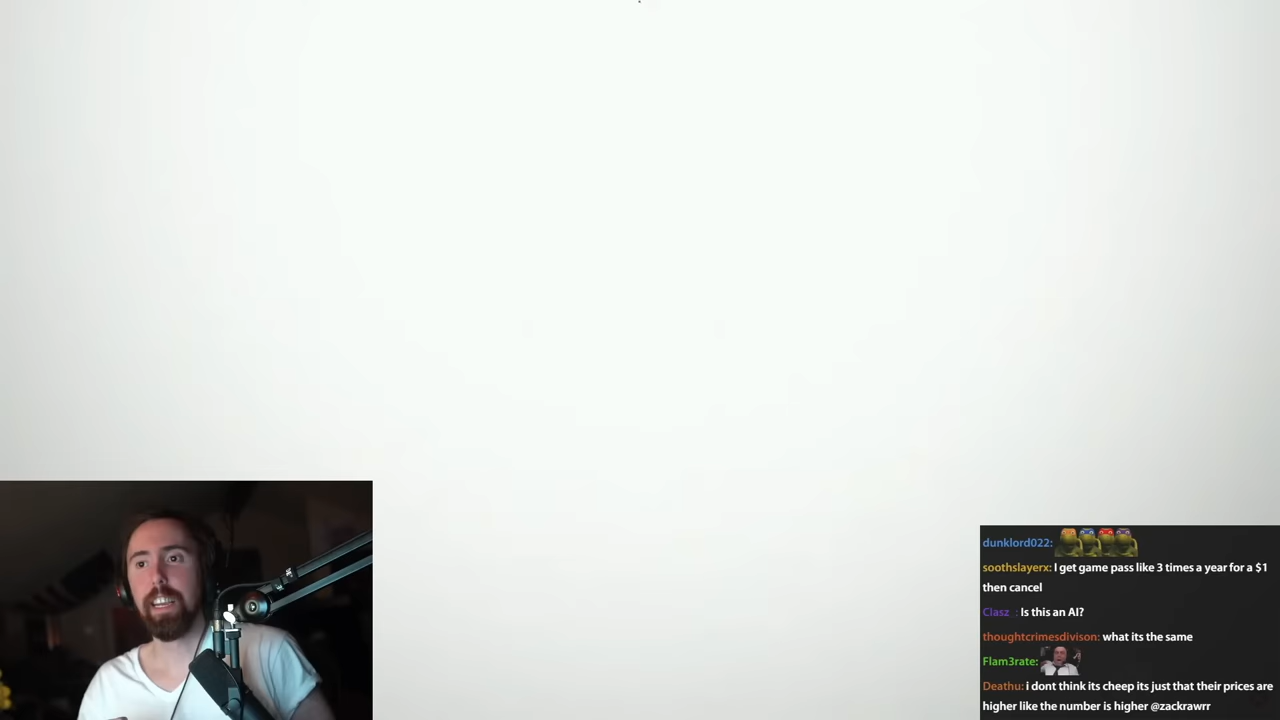 dunklord022:
soothslayerx: I get game pass like 3 times a year for a $1
then cancel
Clasz : Is this an AI?
thoughtcrimesdivison: what its the same
Flam3rate:
Deathu: i dont think its cheep its just that their prices are
higher like the number is higher @zackrawrr